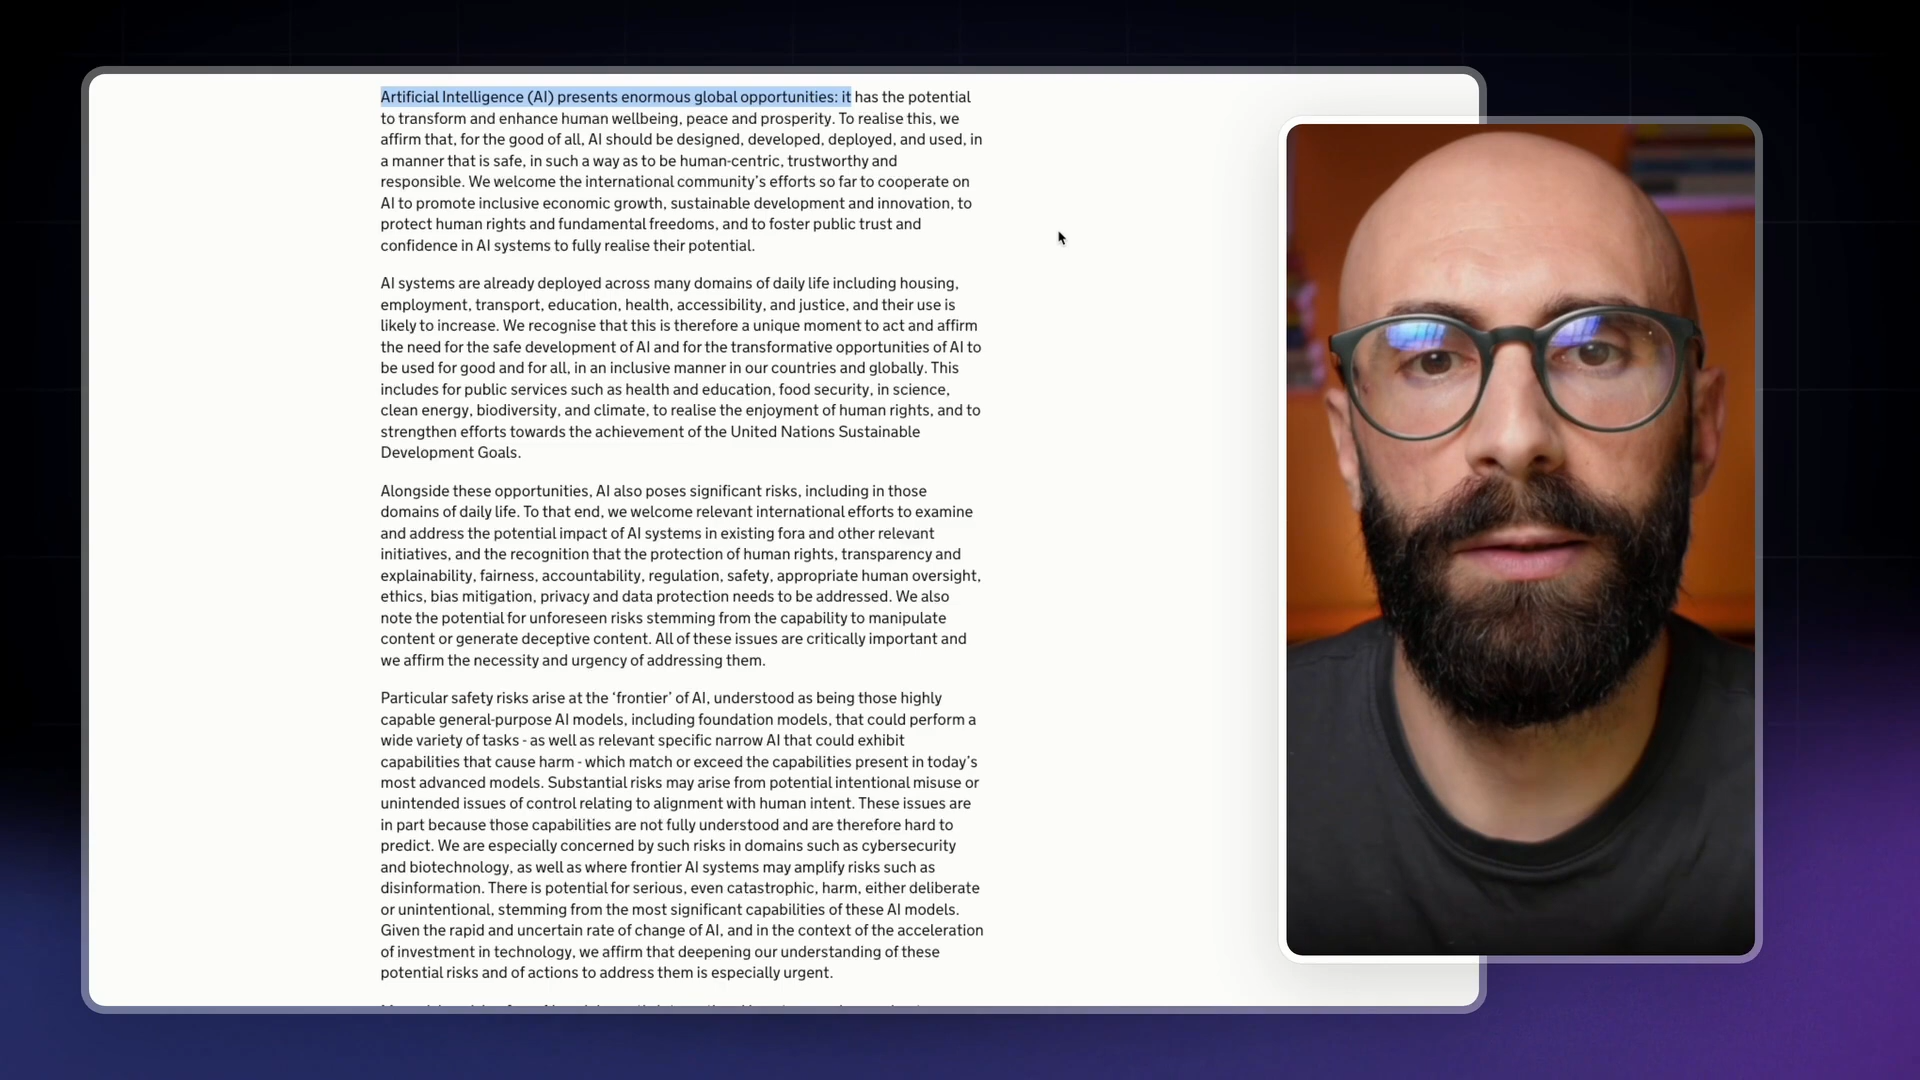 Artificial Intelligence (AI) presents enormous global opportunities: it has the potential
to transform and enhance human wellbeing, peace and prosperity. To realise this, we
affirm that, for the good of all, AI should be designed, developed, deployed, and used, in
a manner that is safe, in such a way as to be human-centric, trustworthy and
responsible. We welcome the international community’s efforts so far to cooperate on
AI to promote inclusive economic growth, sustainable development and innovation, to
protect human rights and fundamental freedoms, and to foster public trust and
confidence in AI systems to fully realise their potential.
AI systems are already deployed across many domains of daily life including housing,
employment, transport, education, health, accessibility, and justice, and their use is
likely to increase. We recognise that this is therefore a unique moment to act and affirm
the need for the safe development of AI and for the transformative opportunities of AI to
be used for good and for all, in an inclusive manner in our countries and globally. This
includes for public services such as health and education, food security, in science,
clean energy, biodiversity, and climate, to realise the enjoyment of human rights, and to
strengthen efforts towards the achievement of the United Nations Sustainable
Development Goals.
Alongside these opportunities, AI also poses significant risks, including in those
domains of daily life. To that end, we welcome relevant international efforts to examine
and address the potential impact of AI systems in existing fora and other relevant
initiatives, and the recognition that the protection of human rights, transparency and
explainability, fairness, accountability, regulation, safety, appropriate human oversight,
ethics, bias mitigation, privacy and data protection needs to be addressed. We also
note the potential for unforeseen risks stemming from the capability to manipulate
content or generate deceptive content. All of these issues are critically important and
we affirm the necessity and urgency of addressing them.
Particular safety risks arise at the ‘frontier’ of AI, understood as being those highly
capable general-purpose AI models, including foundation models, that could perform a
wide variety of tasks - as well as relevant specific narrow AI that could exhibit
capabilities that cause harm - which match or exceed the capabilities present in today’s
most advanced models. Substantial risks may arise from potential intentional misuse or
unintended issues of control relating to alignment with human intent. These issues are
in part because those capabilities are not fully understood and are therefore hard to
predict. We are especially concerned by such risks in domains such as cybersecurity
and biotechnology, as well as where frontier AI systems may amplify risks such as
disinformation. There is potential for serious, even catastrophic, harm, either deliberate
or unintentional, stemming from the most significant capabilities of these AI models.
Given the rapid and uncertain rate of change of AI, and in the context of the acceleration
of investment in technology, we affirm that deepening our understanding of these
potential risks and of actions to address them is especially urgent.